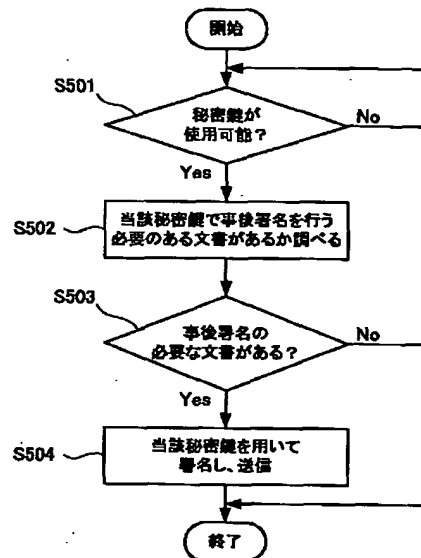 開始
S501
秘密鍵が
使用可能？
No
Yes
S502
当該秘密鍵で事後署名を行う
必要のある文書があるか調べる
S503
事後署名の
必要な文書がある？
No
Yes
S504
当該秘密鍵を用いて
署名し、送信
終了